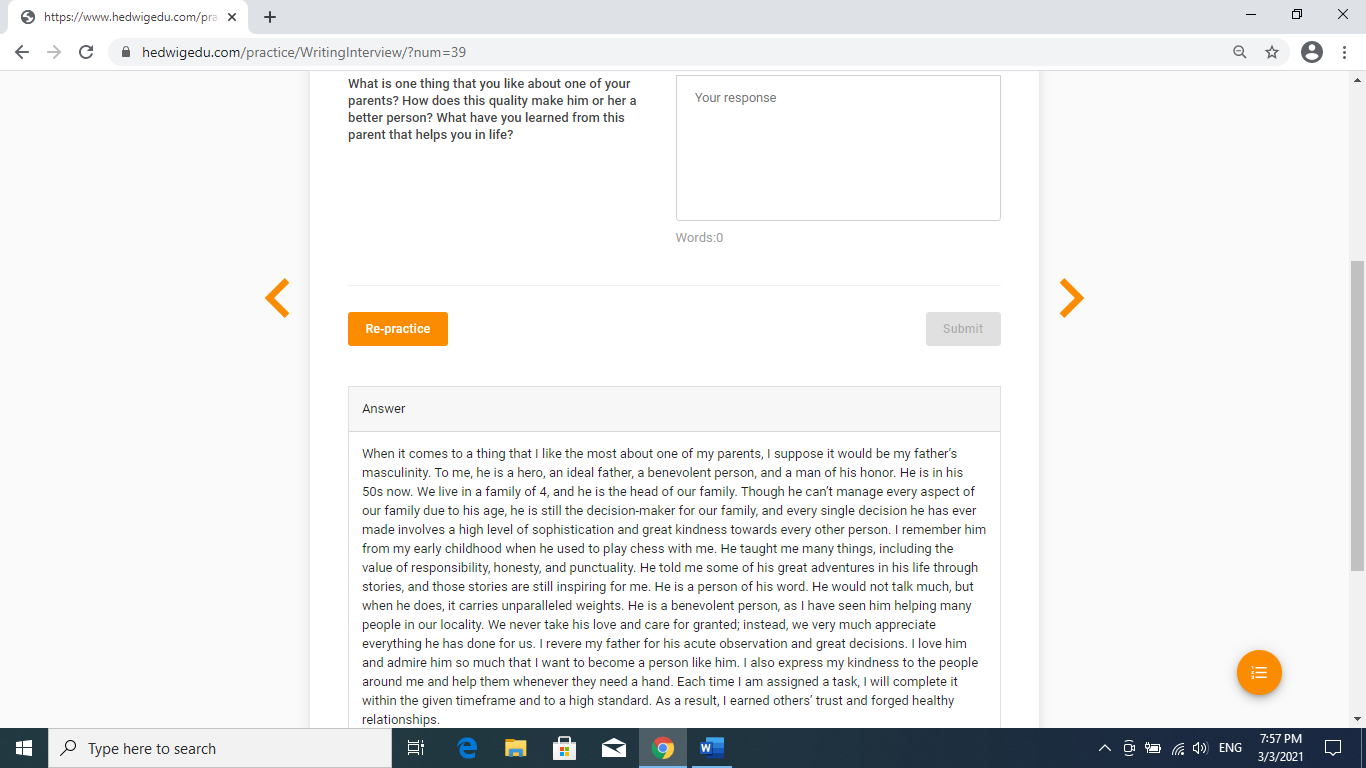 https://www.hedwigedu.com/pra
hedwigedu.com/practice/WritingInterview/?num=39
What is one thing that you like about one of your
parents? How does this quality make him or her a
better person? What have you learned from this
parent that helps you in life?
Your response
Words:0
Re-practice
Submit
Answer
When it comes to a thing that I like the most about one of my parents, I suppose it would be my father's
masculinity. To me, he is a hero, an ideal father, a benevolent person, and a man of his honor. He is in his
50s now. We live in a family of 4, and he is the head of our family. Though he can't manage every aspect of
our family due to his age, he is still the decision-maker for our family, and every single decision he has ever
made involves a high level of sophistication and great kindness towards every other person. I remember him
from my early childhood when he used to play chess with me. He taught me many things, including the
value of responsibility, honesty, and punctuality. He told me some of his great adventures in his life through
stories, and those stories are still inspiring for me. He is a person of his word. He would not talk much, but
when he does, it carries unparalleled weights. He is a benevolent person, as I have seen him helping many
people in our locality. We never take his love and care for granted; instead, we very much appreciate
everything he has done for us. I revere my father for his acute observation and great decisions. I love him
and admire him so much that I want to become a person like him. I also express my kindness to the people
around me and help them whenever they need a hand. Each time I am assigned a task, I will complete it
within the given timeframe and to a high standard. As a result, I earned others' trust and forged healthy
relationships.
Type here to search
ENG
7:57 PM
3/3/2021